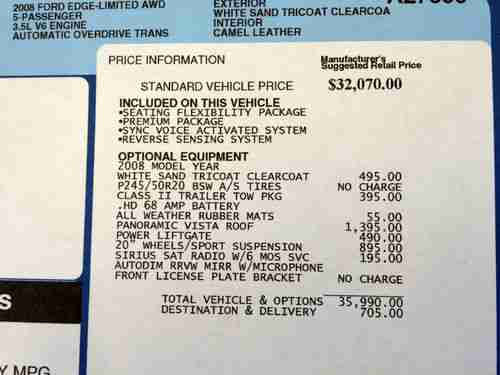 2008 FORD EDGE-LIMITED AWD
5-PASSENGER
3.5L V6 ENGINE
AUTOMATIC OVERDRIVE TRANS
EXTERIOR
WHITE SAND TRICOAT CLEARCOA
INTERIOR
CAMEL LEATHER
PRICE INFORMATION
Manufacturer's
Suggested Retail Price
STANDARD VEHICLE PRICE $32,070.00
INCLUDED ON THIS VEHICLE
•SEATING FLEXIBILITY PACKAGE
•PREMIUM PACKAGE
•SYNC VOICE ACTIVATED SYSTEM
•REVERSE SENSING SYSTEM
OPTIONAL EQUIPMENT
2008 MODEL YEAR
WHITE SAND TRICOAT CLEARCOAT 495.00
P245/50R20 BSW A/S TIRES NO CHARGE
CLASS II TRAILER TOW PKG 395.00
.HD 68 AMP BATTERY
ALL WEATHER RUBBER MATS 55.00
PANORAMIC VISTA ROOF 1,395.00
POWER LIFTGATE 490.00
20" WHEELS/SPORT SUSPENSION 895.00
SIRIUS SAT RADIO W/6 MOS SVC 195.00
AUTODIM RRVW MIRR W/MICROPHONE
FRONT LICENSE PLATE BRACKET NO CHARGE
TOTAL VEHICLE & OPTIONS 35,990.00
DESTINATION & DELIVERY 705.00
S
Y MPG